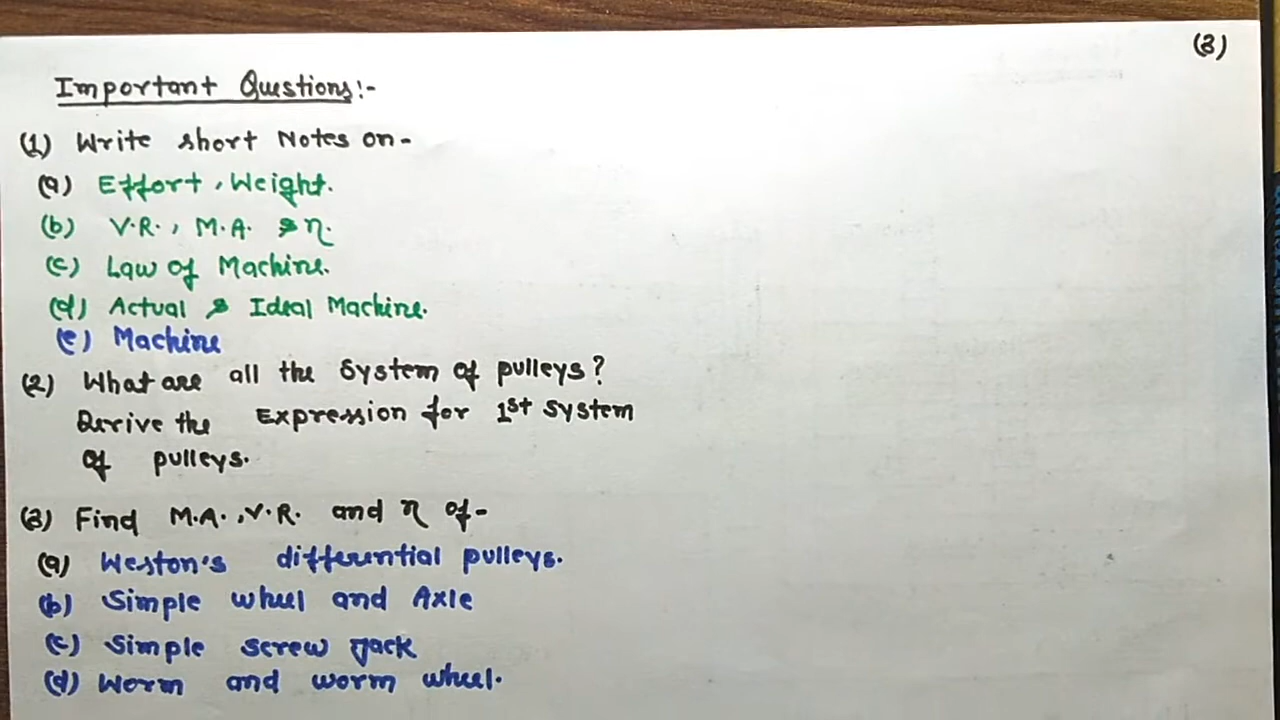 (3)
Important Questions:-
(1) Write short Notes on-
(a) Effort, Weight.
(b) V.R., M.A. & η.
(c) Law of Machine.
(d) Actual & Ideal Machine.
(e) Machine
(2) What are all the System of pulleys?
Derive the Expression for 1st system
of pulleys.
(3) Find M.A., V.R. and η of-
(a) Weston's differential pulleys.
(b) Simple wheel and Axle
(c) Simple screw Jack
(d) Worm and worm wheel.